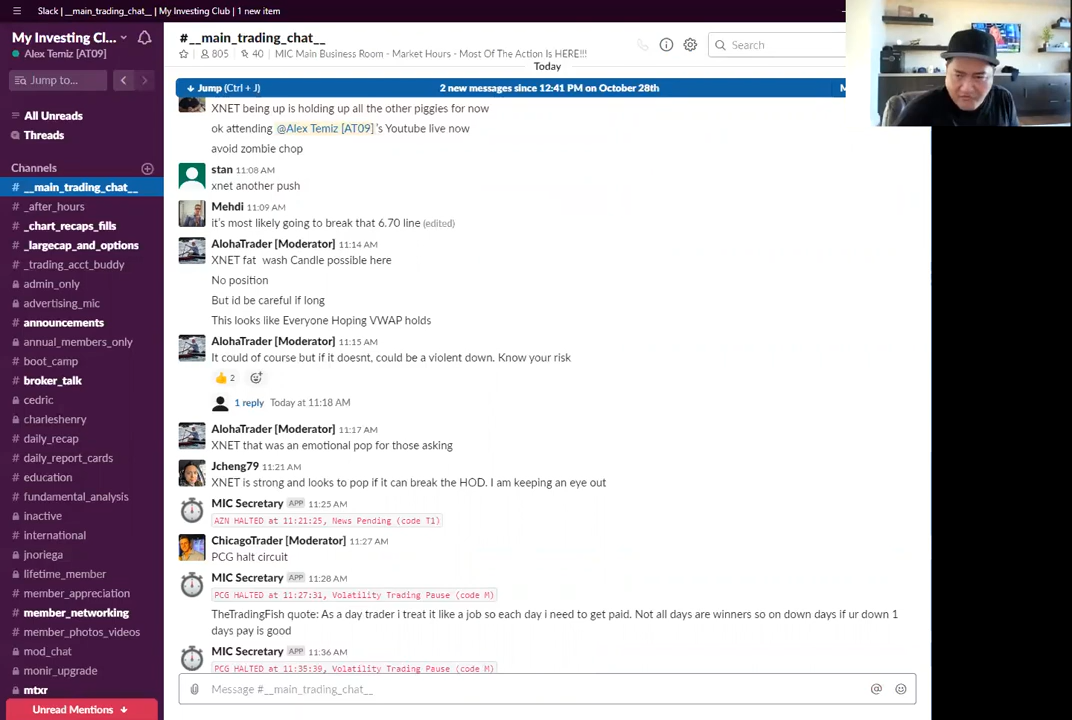 Slack | __main_trading_chat__ | My Investing Club | 1 new item
My Investing Cl...
Alex Temiz [AT09]
Jump to...
All Unreads
Threads
Channels
# __main_trading_chat__
# _after_hours
# _chart_recaps_fills
# _largecap_and_options
# _trading_acct_buddy
admin_only
advertising_mic
announcements
annual_members_only
# boot_camp
# broker_talk
cedric
charleshenry
daily_recap
daily_report_cards
# education
# fundamental_analysis
# inactive
# international
jnoriega
lifetime_member
# member_appreciation
# member_networking
# member_photos_videos
mod_chat
monir_upgrade
# mtxr
Unread Mentions
#__main_trading_chat__
805
40
MIC Main Business Room - Market Hours - Most Of The Action Is HERE!!!
Search
Today
Jump (Ctrl + J)
2 new messages since 12:41 PM on October 28th
XNET being up is holding up all the other piggies for now
ok attending @Alex Temiz [AT09]'s Youtube live now
avoid zombie chop
stan 11:08 AM
xnet another push
Mehdi 11:09 AM
it's most likely going to break that 6.70 line (edited)
AlohaTrader [Moderator] 11:14 AM
XNET fat wash Candle possible here
No position
But id be careful if long
This looks like Everyone Hoping VWAP holds
AlohaTrader [Moderator] 11:15 AM
It could of course but if it doesnt, could be a violent down. Know your risk
👍 2
1 reply Today at 11:18 AM
AlohaTrader [Moderator] 11:17 AM
XNET that was an emotional pop for those asking
Jcheng79 11:21 AM
XNET is strong and looks to pop if it can break the HOD. I am keeping an eye out
MIC Secretary APP 11:25 AM
AZN HALTED at 11:21:25, News Pending (code T1)
ChicagoTrader [Moderator] 11:27 AM
PCG halt circuit
MIC Secretary APP 11:28 AM
PCG HALTED at 11:27:31, Volatility Trading Pause (code M)
TheTradingFish quote: As a day trader i treat it like a job so each day i need to get paid. Not all days are winners so on down days if ur down 1
days pay is good
MIC Secretary APP 11:36 AM
PCG HALTED at 11:35:39, Volatility Trading Pause (code M)
Message #__main_trading_chat__